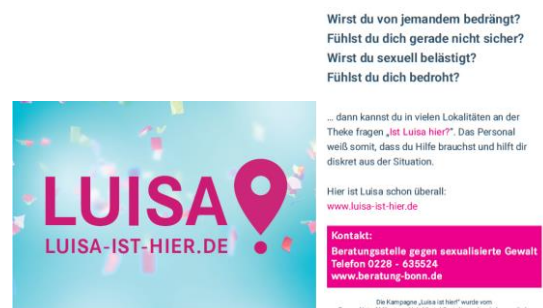 Wirst du von jemandem bedrängt?
Fühlst du dich gerade nicht sicher?
Wirst du sexuell belästigt?
Fühlst du dich bedroht?
... dann kannst du in vielen Lokalitäten an der
Theke fragen „Ist Luisa hier?“. Das Personal
weiß somit, dass du Hilfe brauchst und hilft dir
diskret aus der Situation.
Hier ist Luisa schon überall:
www.luisa-ist-hier.de
LUISA
LUISA-IST-HIER.DE
Kontakt:
Beratungsstelle gegen sexualisierte Gewalt
Telefon 0228 - 635524
www.beratung-bonn.de
Die Kampagne „Luisa ist hier!“ wurde vom